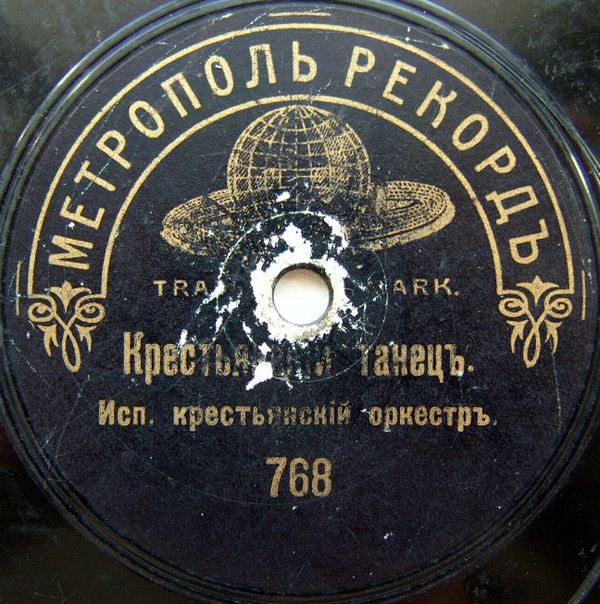 МЕТРОПОЛЬ РЕКОРДЪ
Исп. крестьянскій оркестръ.
танецъ.
768